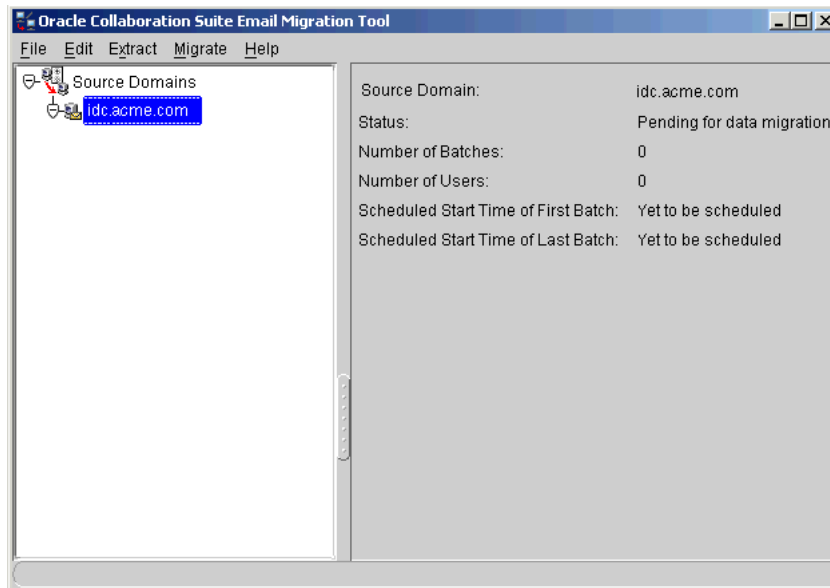 Oracle Collaboration Suite Email Migration Tool
File Edit Extract Migrate Help
Source Domains
idc.acme.com
Source Domain: idc.acme.com
Status: Pending for data migration
Number of Batches: 0
Number of Users: 0
Scheduled Start Time of First Batch: Yet to be scheduled
Scheduled Start Time of Last Batch: Yet to be scheduled